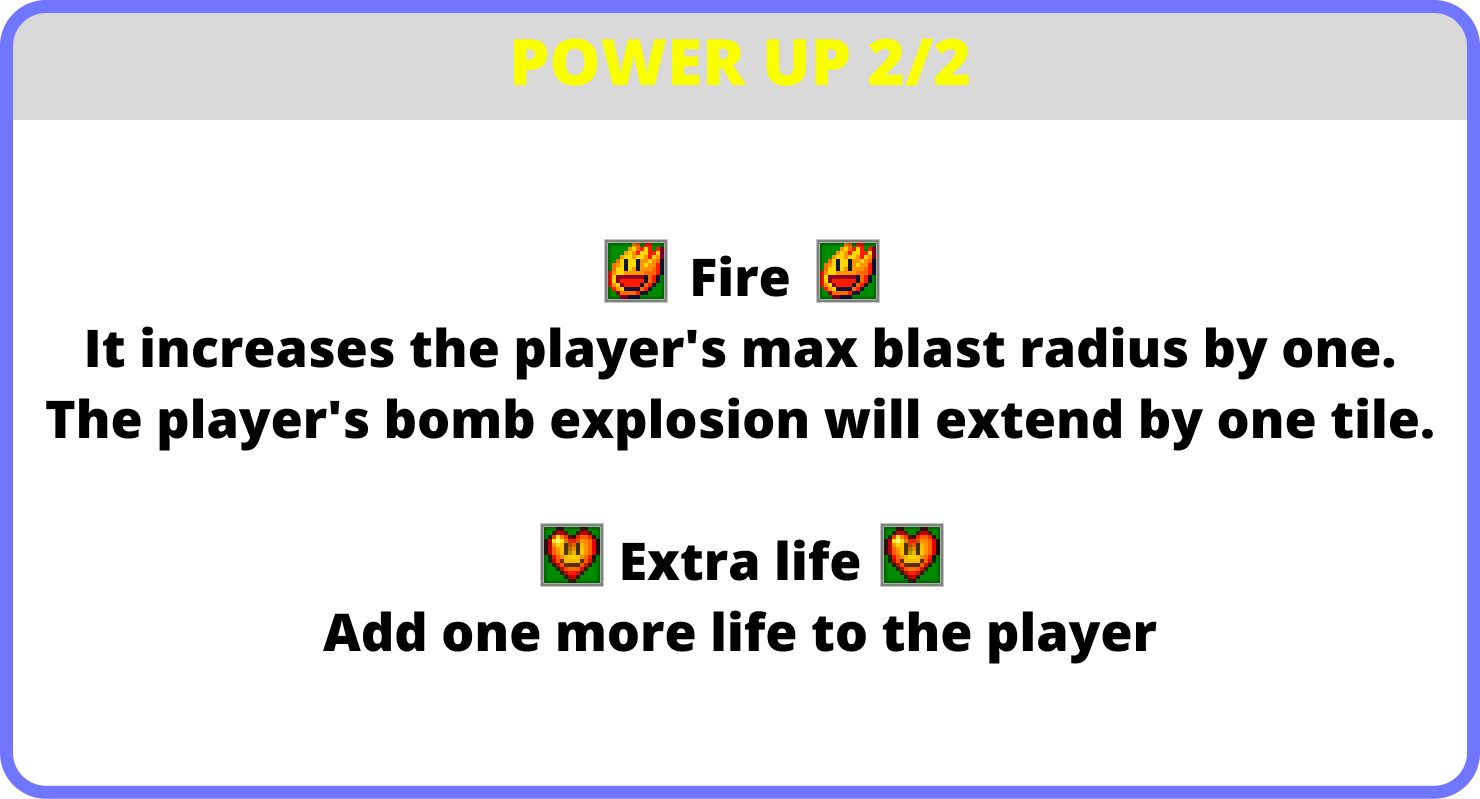 POWER UP 2/2
Fire
It increases the player's max blast radius by one.
The player's bomb explosion will extend by one tile.
Extra life
Add one more life to the player